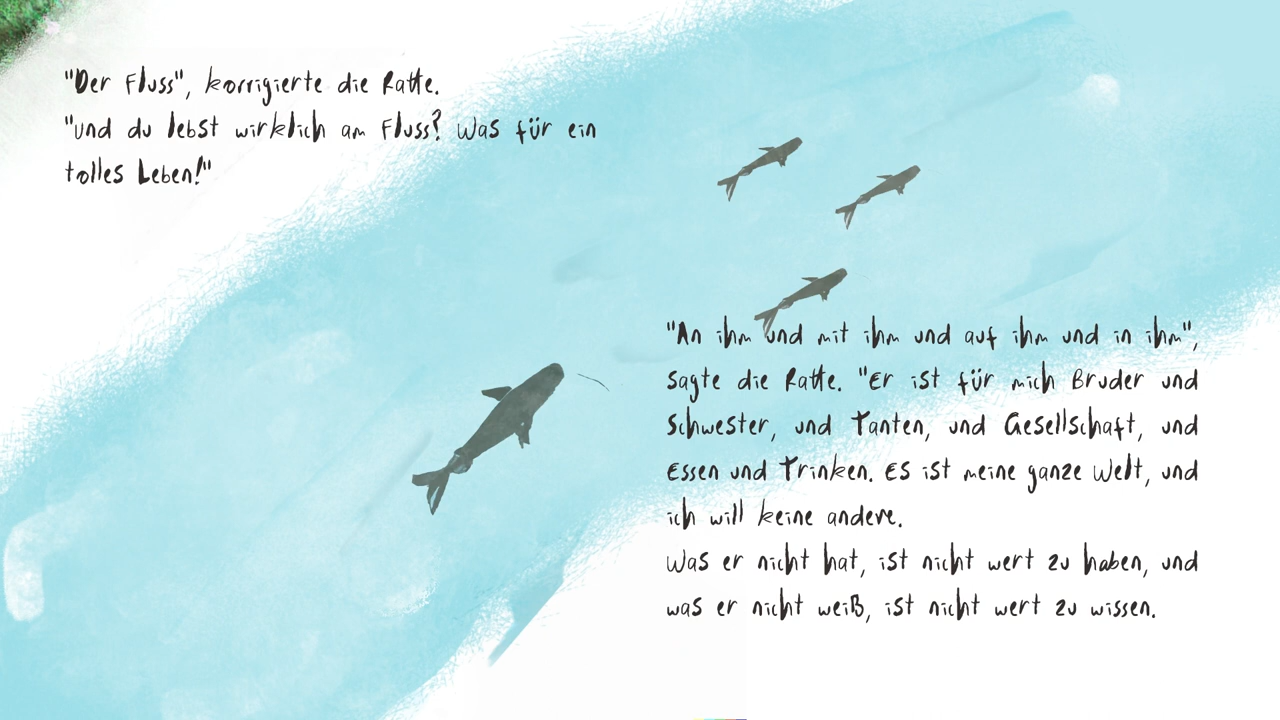 "Der Fluss", korrigierte die Ratte.
"und du lebst wirklich am Fluss? Was für ein
tolles Leben!"
"An ihm und mit ihm und auf ihm und in ihm",
sagte die Ratte. "Er ist für mich Bruder und
Schwester, und Tanten, und Gesellschaft, und
Essen und Trinken. Es ist meine ganze Welt, und
ich will keine andere.
Was er nicht hat, ist nicht wert zu haben, und
was er nicht weiß, ist nicht wert zu wissen.